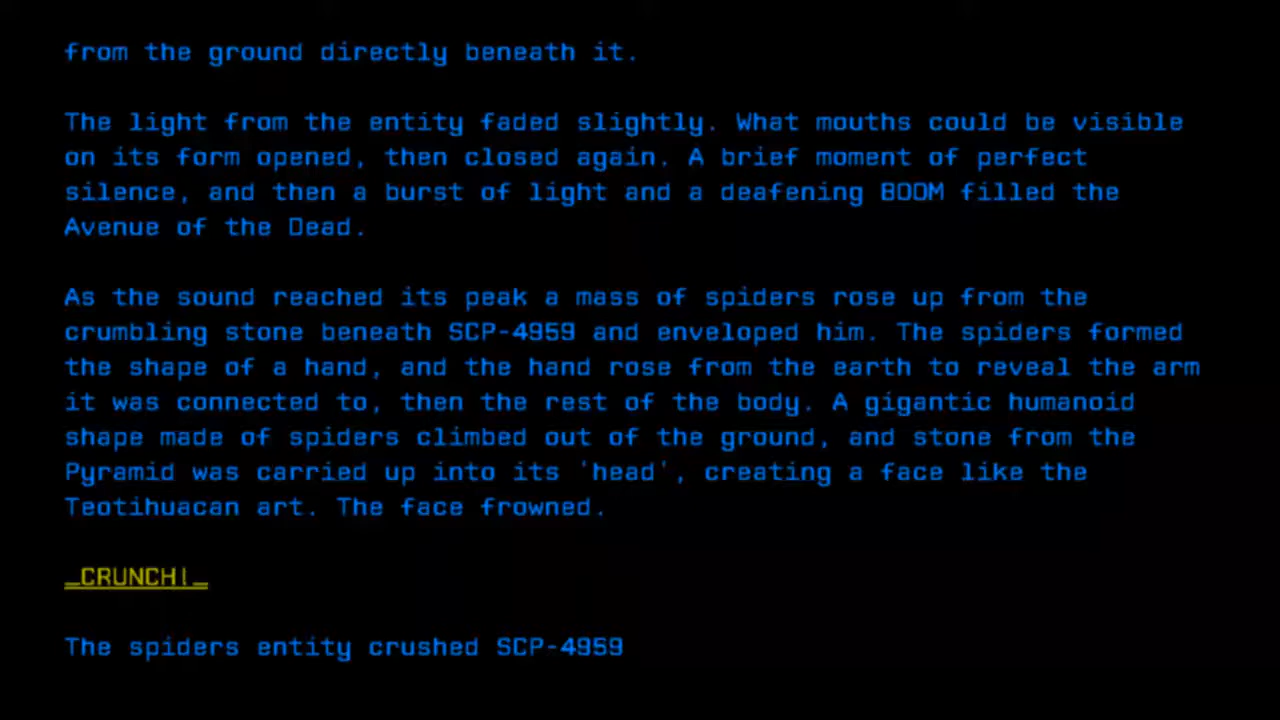 from the ground directly beneath it.
The light from the entity faded slightly. What mouths could be visible
on its form opened, then closed again. A brief moment of perfect
silence, and then a burst of light and a deafening BOOM filled the
Avenue of the Dead.
As the sound reached its peak a mass of spiders rose up from the
crumbling stone beneath SCP-4959 and enveloped him. The spiders formed
the shape of a hand, and the hand rose from the earth to reveal the arm
it was connected to, then the rest of the body. A gigantic humanoid
shape made of spiders climbed out of the ground, and stone from the
Pyramid was carried up into its 'head', creating a face like the
Teotihuacan art. The face frowned.
_CRUNCH!_
The spiders entity crushed SCP-4959